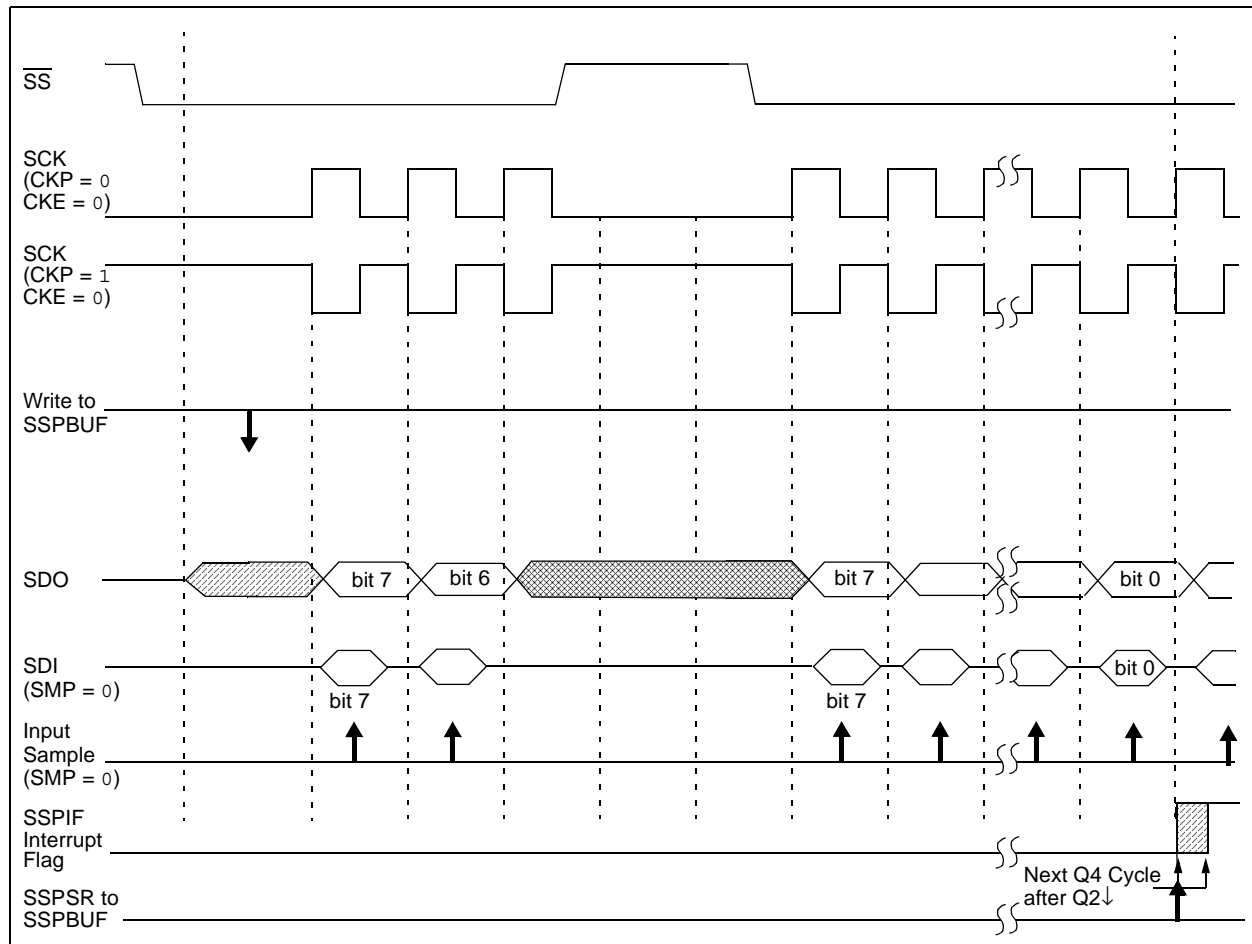 SS
SCK
(CKP = 0
CKE = 0)
SCK
(CKP = 1
CKE = 0)
Write to
SSPBUF
SDO
bit 7
bit 6
bit 7
bit 0
SDI
(SMP = 0)
bit 7
bit 7
bit 0
Input
Sample
(SMP = 0)
SSPIF
Interrupt
Flag
Next Q4 Cycle
after Q2↓
SSPSR to
SSPBUF